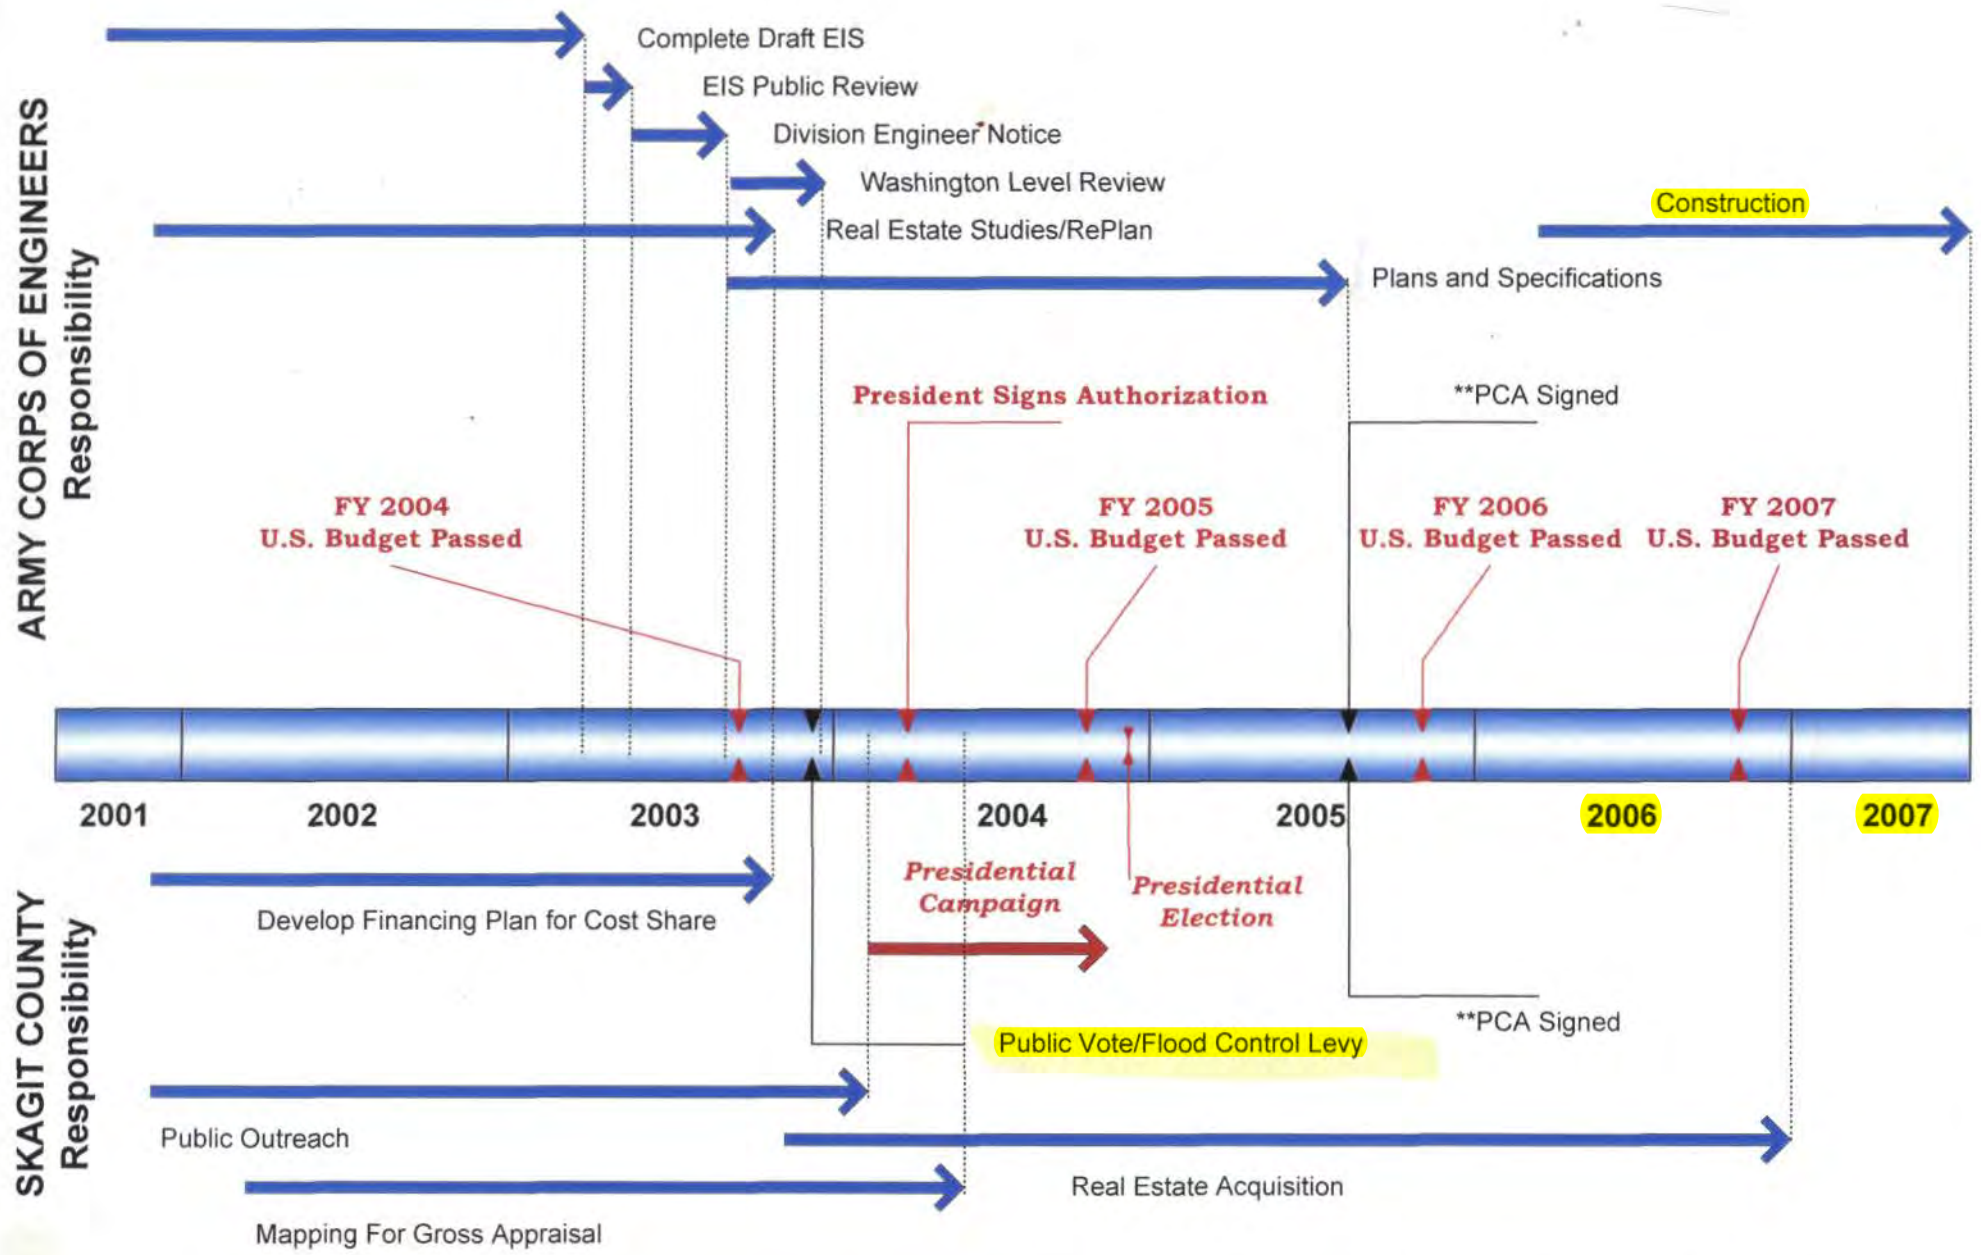 ARMY CORPS OF ENGINEERS
Responsibility
Complete Draft EIS
EIS Public Review
Division Engineer Notice
Washington Level Review
Real Estate Studies/RePlan
Construction
Plans and Specifications
President Signs Authorization
**PCA Signed
FY 2004
U.S. Budget Passed
FY 2005
U.S. Budget Passed
FY 2006
U.S. Budget Passed
FY 2007
U.S. Budget Passed
2001
2002
2003
2004
2005
2006
2007
SKAGIT COUNTY
Responsibility
Develop Financing Plan for Cost Share
Presidential
Campaign
Presidential
Election
**PCA Signed
Public Vote/Flood Control Levy
Public Outreach
Real Estate Acquisition
Mapping For Gross Appraisal